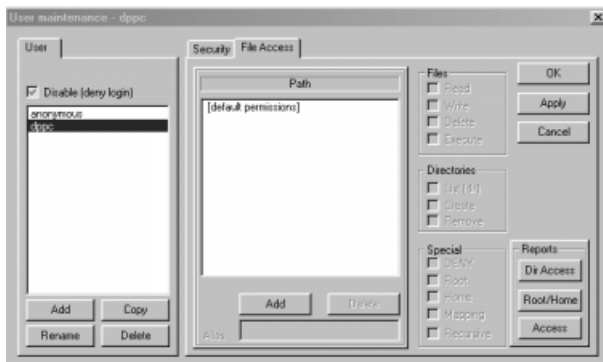 User maintenance - dppc
User
Disable (deny login)
anonymous
dppc
Add
Copy
Rename
Delete
Security
File Access
Path
[default permissions]
Add
Delete
Alias
Files
Read
Write
Delete
Execute
Directories
List (dir)
Create
Remove
Special
DENY
Root
Home
Mapping
Recursive
OK
Apply
Cancel
Reports
Dir Access
Root/Home
Access